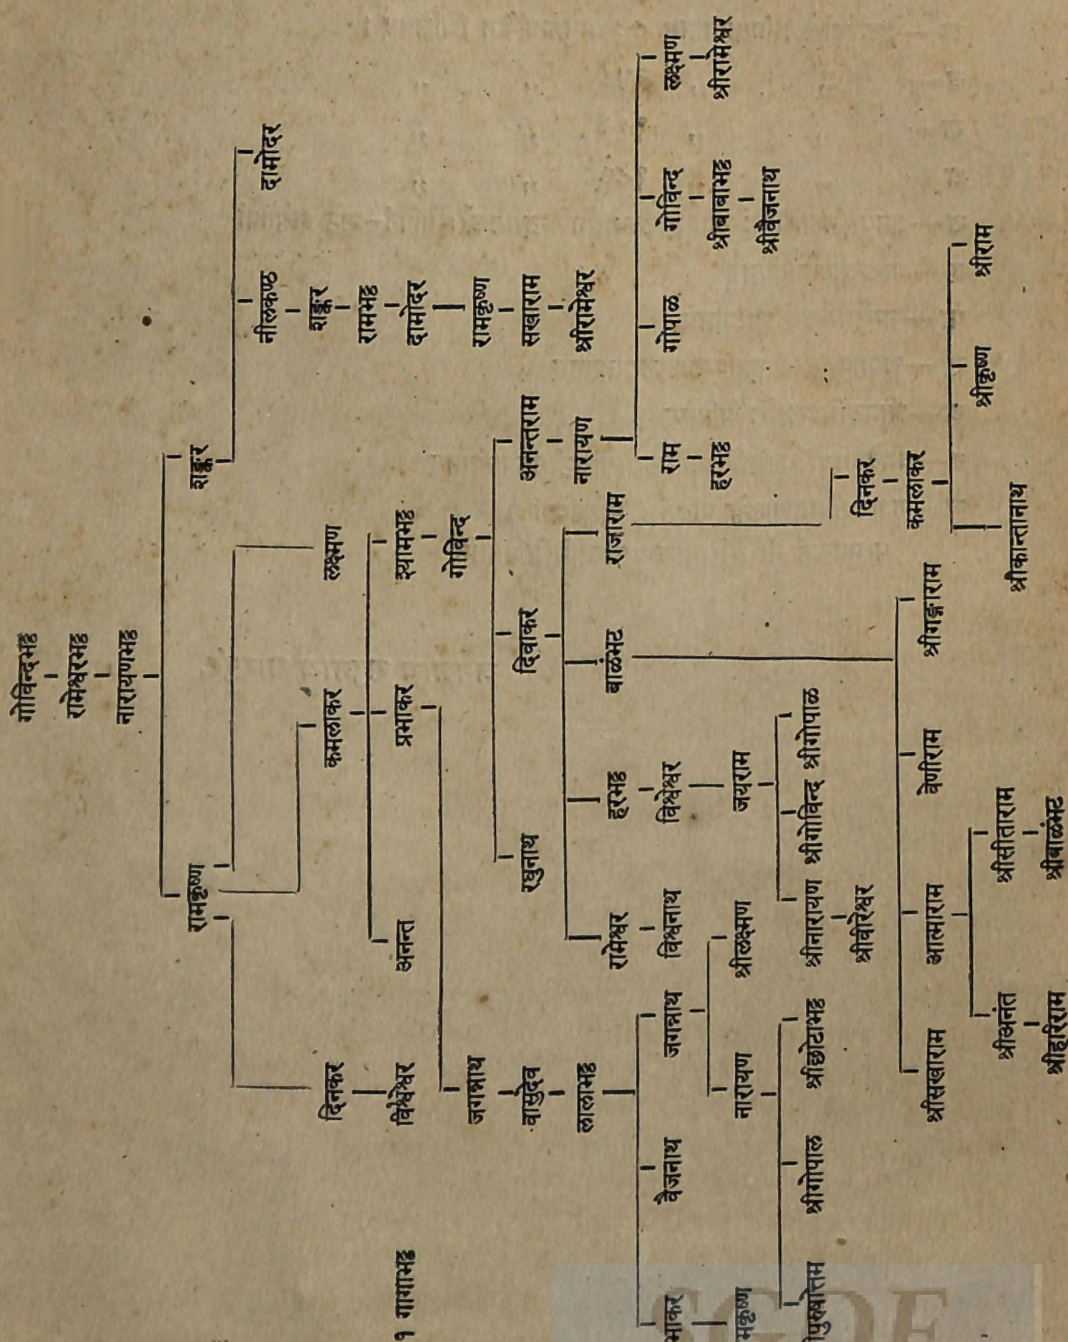 गोविन्दभट्ट
रामेश्वरभट्ट
नारायणभट्ट
रामकृष्ण शङ्कर
दिनकर कमलाकर लक्ष्मण नीलकण्ठ दामोदर
विश्वेश्वर अनन्त प्रभाकर श्यामभट्ट शङ्कर
१ गागाभट्ट
जगन्नाथ गोविन्द रामभट्ट
वासुदेव रघुनाथ दिवाकर अनन्तराम दामोदर
लालाभट्ट नारायण रामकृष्ण
सखाराम
श्रीरामेश्वर
रामेश्वर हरभट्ट बाळंभट राजाराम
वैजनाथ जगन्नाथ विश्वनाथ विश्वेश्वर राम गोपाळ गोविन्द लक्ष्मण
हरभट्ट श्रीबाबाभट्ट श्रीरामेश्वर
श्रीवैजनाथ
नारायण श्रीलक्ष्मण जयराम
श्रीगोपाल श्रीछोटाभट्ट श्रीनारायण श्रीगोविन्द श्रीगोपाळ
श्रीवीरेश्वर
दिनकर
कमलाकर
श्रीसखाराम आत्माराम वेणीराम श्रीगङ्गाराम
श्रीकान्तानाथ श्रीकृष्ण श्रीराम
श्रीअनंत श्रीसीताराम
श्रीहरिराम श्रीबाळंभट